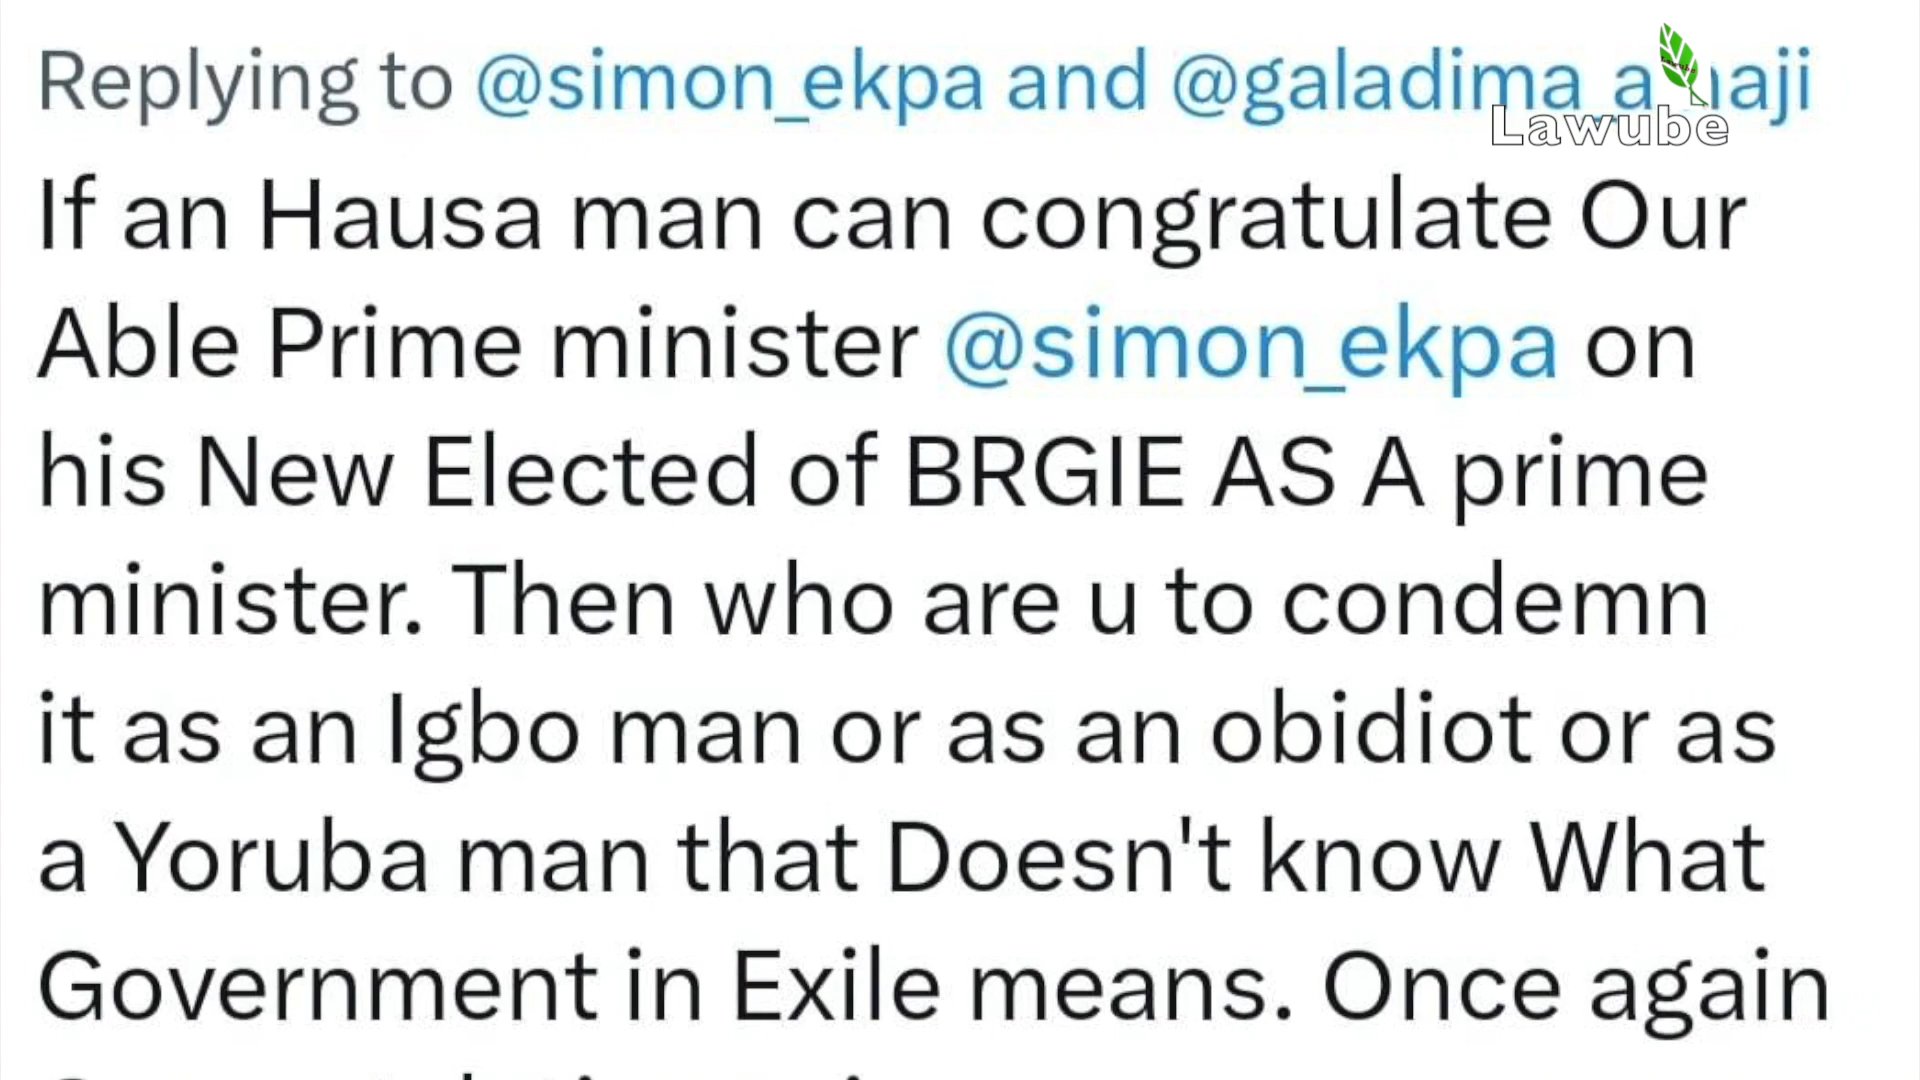 Replying to @simon_ekpa and @galadima
Lawube
If an Hausa man can congratulate Our
Able Prime minister @simon_ekpa on
his New Elected of BRGIE AS A prime
minister. Then who are u to condemn
it as an Igbo man or as an obidiot or as
a Yoruba man that Doesn't know What
Government in Exile means. Once again